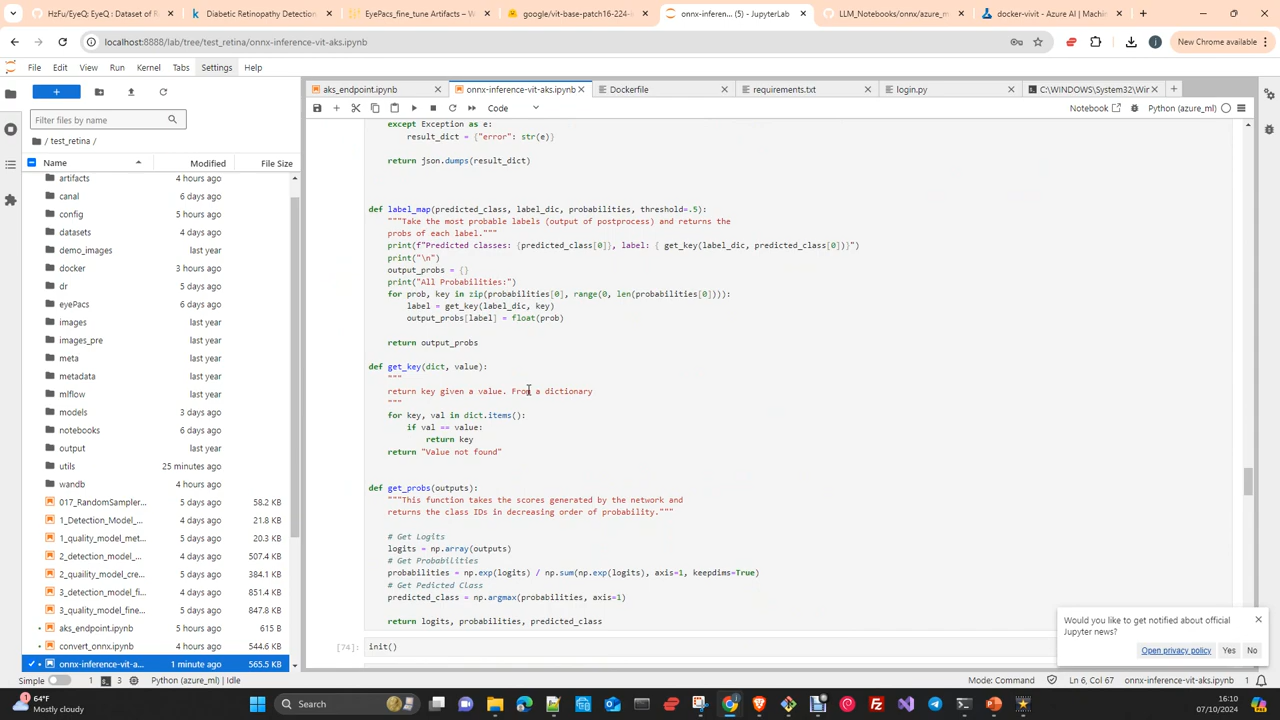 HzFu/EyeQ: EyeQ : Dataset of R
Diabetic Retinopathy Detection
EyePacs_fine_tune Artifacts – W
google/vit-base-patch16-224-i
onnx-inferen... (5) - JupyterLab
LLM_Notebooks/onnx/azure_m
docker-vivit - Azure AI | Machin
localhost:8888/lab/tree/test_retina/onnx-inference-vit-aks.ipynb
New Chrome available
File Edit View Run Kernel Tabs Settings Help
aks_endpoint.ipynb
onnx-inference-vit-aks.ipynb
Dockerfile
requirements.txt
login.py
C:\WINDOWS\System32\Wir
Code
Notebook
Python (azure_ml)
Filter files by name
/ test_retina /
Name Modified File Size
artifacts 4 hours ago
canal 6 days ago
config 5 hours ago
datasets 4 days ago
demo_images last year
docker 3 hours ago
dr 5 days ago
eyePacs 6 days ago
images last year
images_pre last year
meta last year
metadata last year
mlflow last year
models 3 days ago
notebooks last year
output last year
utils 25 minutes ago
wandb 4 days ago
017_RandomSampler... 5 days ago 58.2 KB
1_Detection_Model_... 4 days ago 21.8 KB
1_quality_model_met... 5 days ago 20.3 KB
2_detection_model_... 4 days ago 507.4 KB
2_quaility_model_cre... 5 days ago 384.1 KB
3_detection_model_fi... 4 days ago 851.4 KB
3_quality_model_fine... 5 days ago 847.8 KB
aks_endpoint.ipynb 5 hours ago 615 B
convert_onnx.ipynb 4 hours ago 544.6 KB
onnx-inference-vit-a... 1 minute ago 565.5 KB
except Exception as e:
result_dict = {"error": str(e)}
return json.dumps(result_dict)
def label_map(predicted_class, label_dic, probabilities, threshold=.5):
"""Take the most probable labels (output of postprocess) and returns the
probs of each label."""
print(f"Predicted classes: {predicted_class[0]}, label: { get_key(label_dic, predicted_class[0])}")
print("\n")
output_probs = {}
print("All Probabilities:")
for prob, key in zip(probabilities[0], range(0, len(probabilities[0]))):
label = get_key(label_dic, key)
output_probs[label] = float(prob)
return output_probs
def get_key(dict, value):
"""
return key given a value. From a dictionary
"""
for key, val in dict.items():
if val == value:
return key
return "Value not found"
def get_probs(outputs):
"""This function takes the scores generated by the network and
returns the class IDs in decreasing order of probability."""
# Get Logits
logits = np.array(outputs)
# Get Probabilities
probabilities = np.exp(logits) / np.sum(np.exp(logits), axis=1, keepdims=True)
# Get Pedicted Class
predicted_class = np.argmax(probabilities, axis=1)
return logits, probabilities, predicted_class
[74]: init()
Would you like to get notified about official
Jupyter news?
Open privacy policy Yes No
Simple 1 3 Python (azure_ml) | Idle
Mode: Command Ln 6, Col 67 onnx-inference-vit-aks.ipynb 1
64°F
Mostly cloudy
Search
16:10
07/10/2024